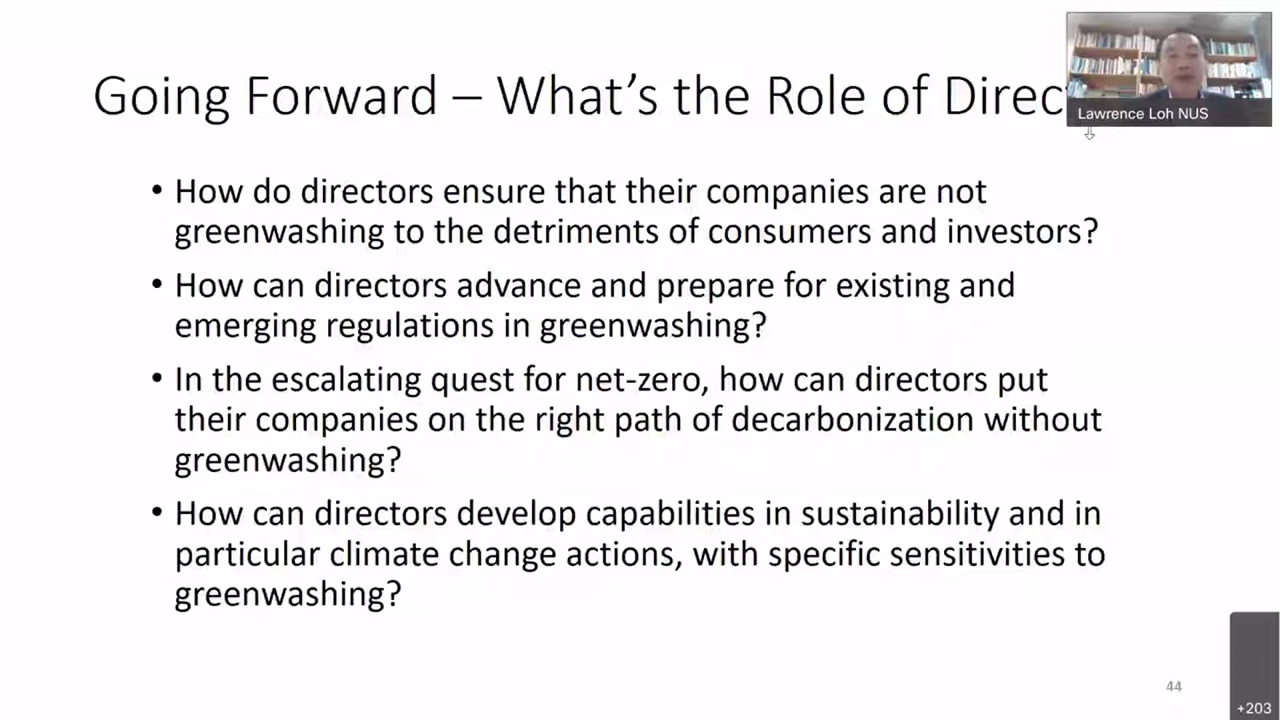 Going Forward – What's the Role of Direc
Lawrence Loh NUS
• How do directors ensure that their companies are not
greenwashing to the detriments of consumers and investors?
• How can directors advance and prepare for existing and
emerging regulations in greenwashing?
• In the escalating quest for net-zero, how can directors put
their companies on the right path of decarbonization without
greenwashing?
• How can directors develop capabilities in sustainability and in
particular climate change actions, with specific sensitivities to
greenwashing?
44
+203